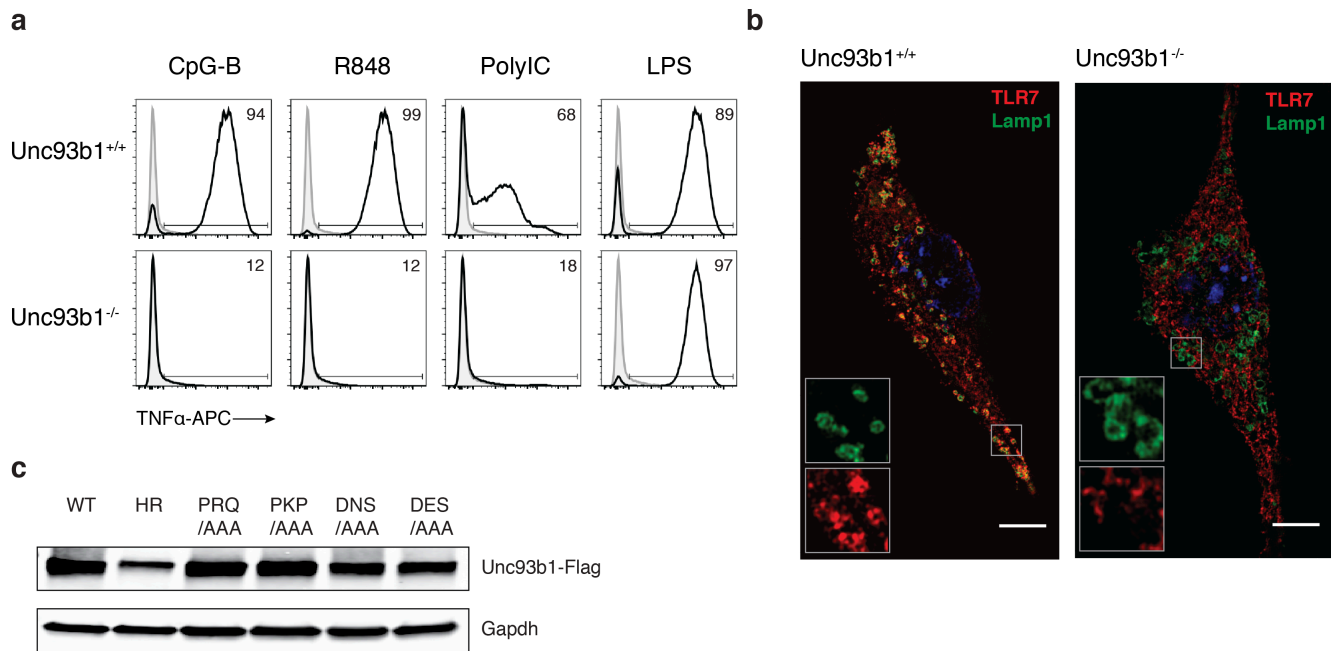 a
CpG-B R848 PolyIC LPS
Unc93b1+/+ 94 99 68 89
Unc93b1-/- 12 12 18 97
TNFα-APC
b
Unc93b1+/+ Unc93b1-/-
TLR7 TLR7
Lamp1 Lamp1
c
WT HR PRQ PKP DNS DES
/AAA /AAA /AAA /AAA
Unc93b1-Flag
Gapdh